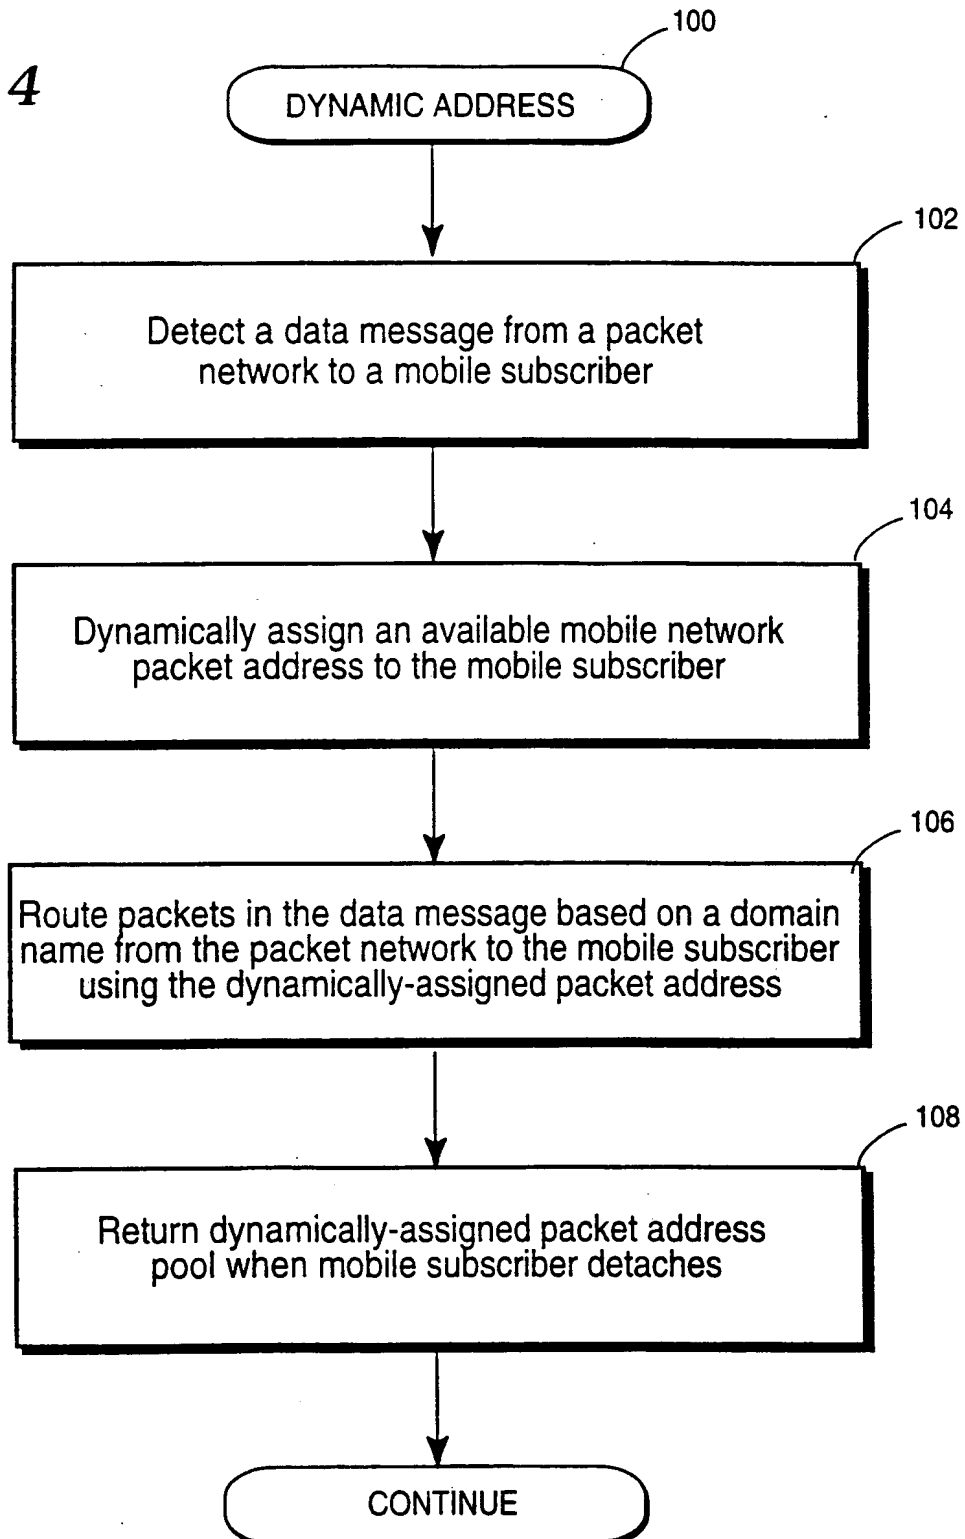 4
100
DYNAMIC ADDRESS
102
Detect a data message from a packet
network to a mobile subscriber
104
Dynamically assign an available mobile network
packet address to the mobile subscriber
106
Route packets in the data message based on a domain
name from the packet network to the mobile subscriber
using the dynamically-assigned packet address
108
Return dynamically-assigned packet address
pool when mobile subscriber detaches
CONTINUE